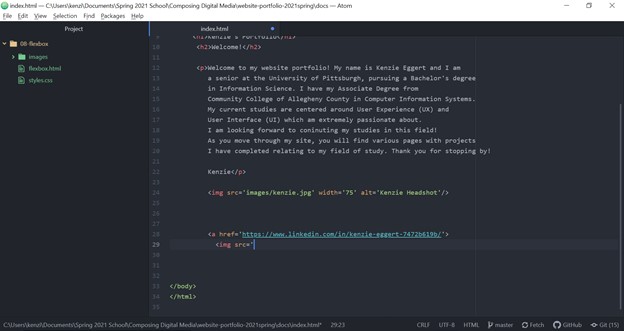 index.html — C:\Users\kenzi\Documents\Spring 2021 School\Composing Digital Media\website-portfolio-2021spring\docs — Atom
File Edit View Selection Find Packages Help
Project
index.html
08-flexbox
images
flexbox.html
styles.css
9 <h1>Kenzie's Portfolio</h1>
10 <h2>Welcome!</h2>
11
12 <p>Welcome to my website portfolio! My name is Kenzie Eggert and I am
13 a senior at the University of Pittsburgh, pursuing a Bachelor's degree
14 in Information Science. I have my Associate Degree from
15 Community College of Allegheny County in Computer Information Systems.
16 My current studies are centered around User Experience (UX) and
17 User Interface (UI) which am extremely passionate about.
18 I am looking forward to coninuting my studies in this field!
19 As you move through my site, you will find various pages with projects
20 I have completed relating to my field of study. Thank you for stopping by!
21
22 Kenzie</p>
23
24 <img src='images/kenzie.jpg' width='75' alt='Kenzie Headshot'/>
25
26
27
28 <a href='https://www.linkedin.com/in/kenzie-eggert-7472b619b/'>
29 <img src='
30
31
32
33 </body>
34 </html>
35
C:\Users\kenzi\Documents\Spring 2021 School\Composing Digital Media\website-portfolio-2021spring\docs\index.html* 29:23 CRLF UTF-8 HTML master Fetch GitHub Git (15)